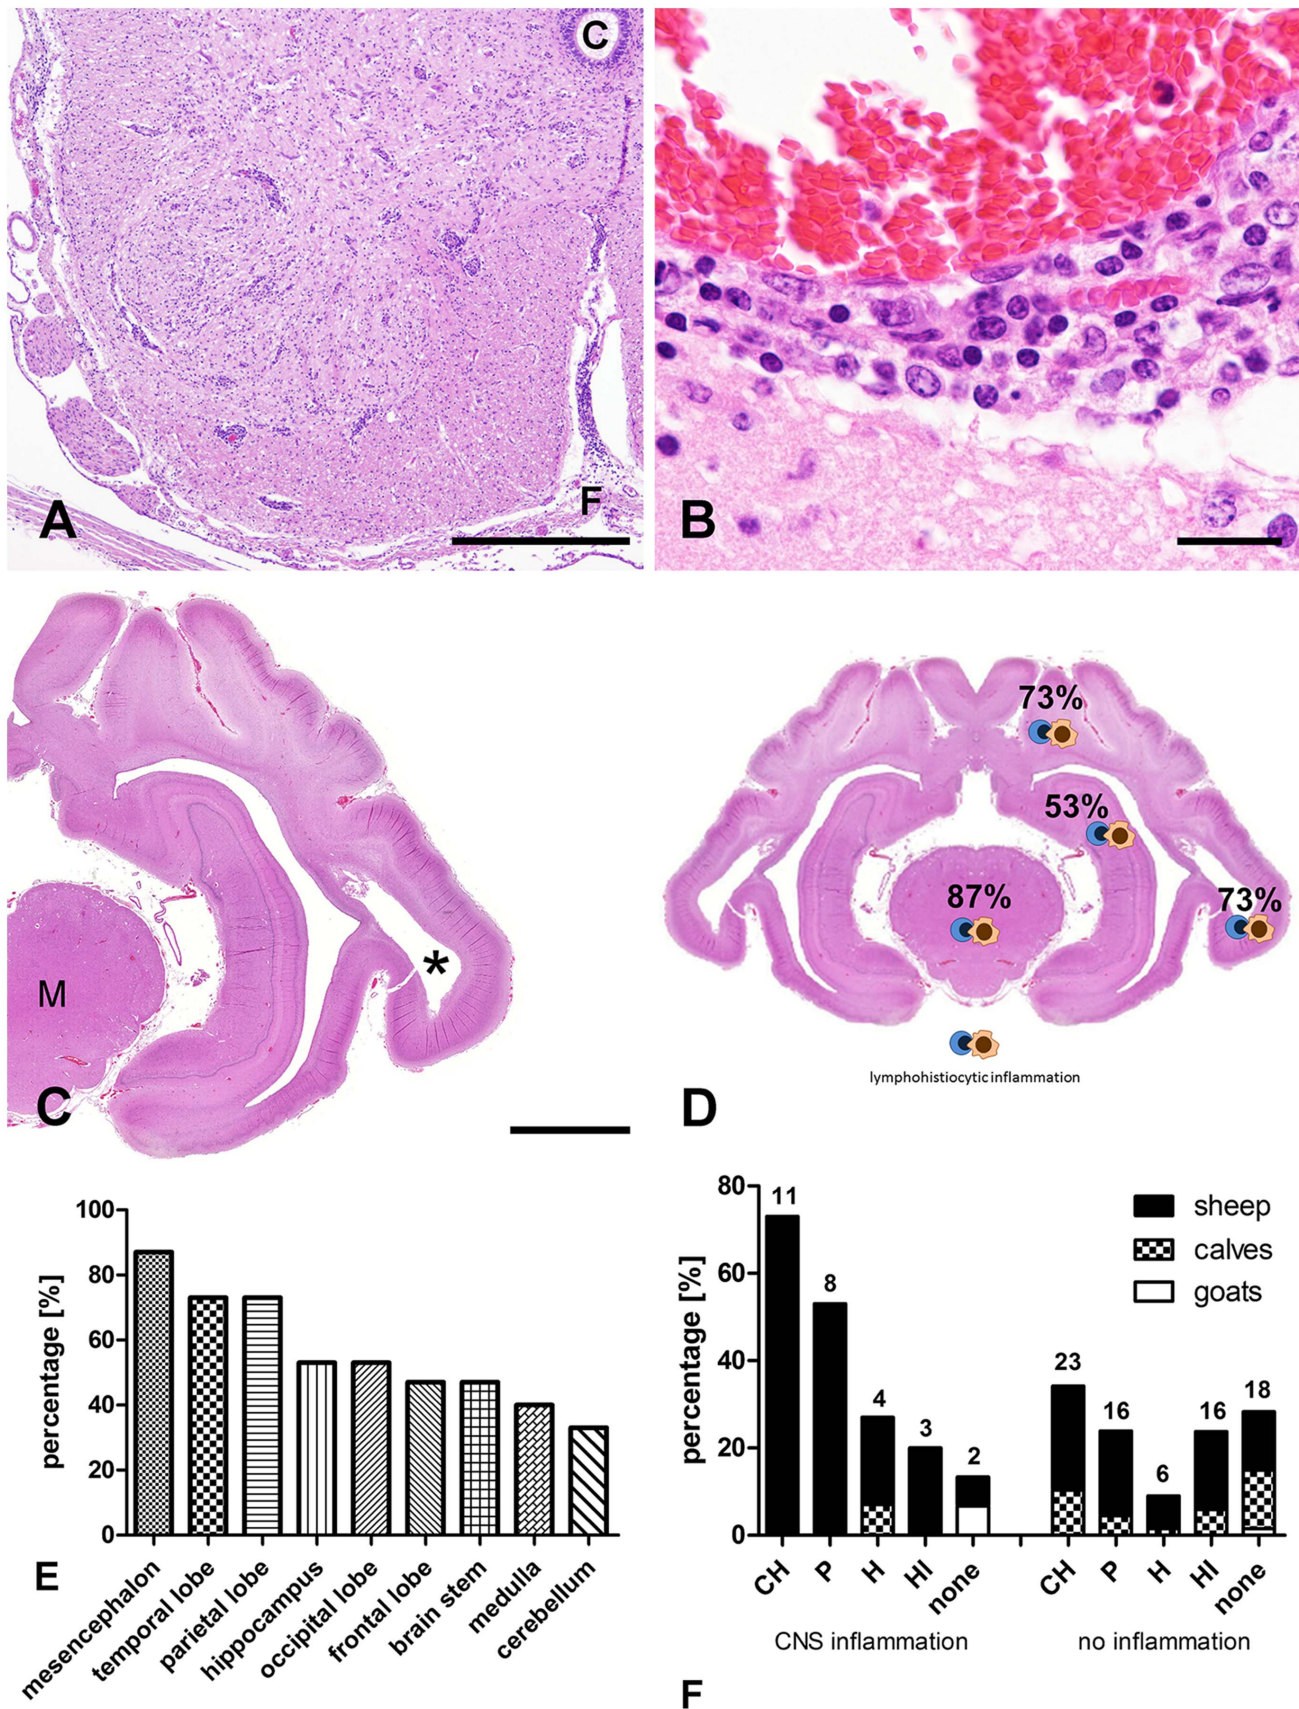 C
F
A
B
*
M
C
73%
53%
87%
73%
lymphohistiocytic inflammation
D
percentage [%]
100
80
60
40
20
0
mesencephalon
temporal lobe
parietal lobe
hippocampus
occipital lobe
frontal lobe
brain stem
medulla
cerebellum
E
percentage [%]
80
60
40
20
0
11
8
4
3
2
23
16
6
16
18
sheep
calves
goats
CH
P
H
HI
none
CH
P
H
HI
none
CNS inflammation
no inflammation
F